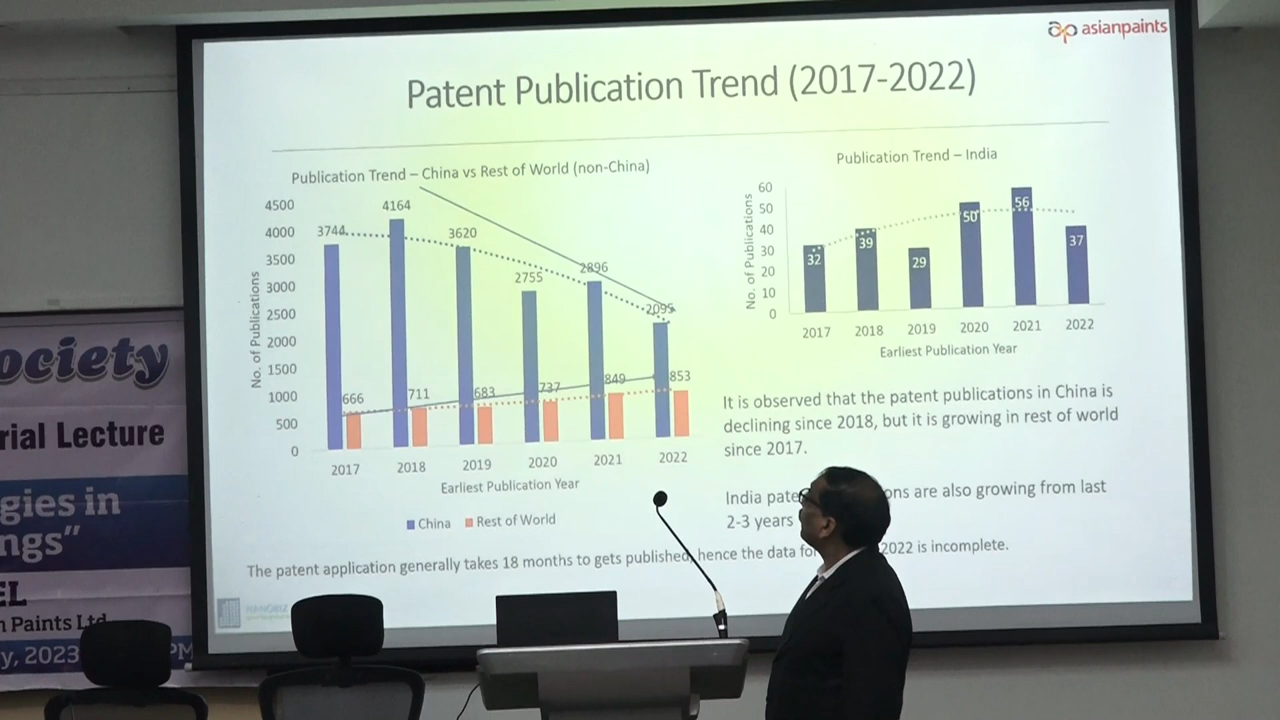 asianpaints
Patent Publication Trend (2017-2022)
Publication Trend – China vs Rest of World (non-China)
No. of Publications
4500
4000
3500
3000
2500
2000
1500
1000
500
0
3744
4164
3620
2755
2896
2095
666
711
683
737
849
853
2017 2018 2019 2020 2021 2022
Earliest Publication Year
China Rest of World
Publication Trend – India
No. of Publications
60
50
40
30
20
10
0
32 39 29 50 56 37
2017 2018 2019 2020 2021 2022
Earliest Publication Year
It is observed that the patent publications in China is
declining since 2018, but it is growing in rest of world
since 2017.
India pate ons are also growing from last
2-3 years
The patent application generally takes 18 months to gets published, hence the data fo 2022 is incomplete.
ociety
rial Lecture
gies in
ngs”
EL
n Paints Ltd
y, 2023 PM